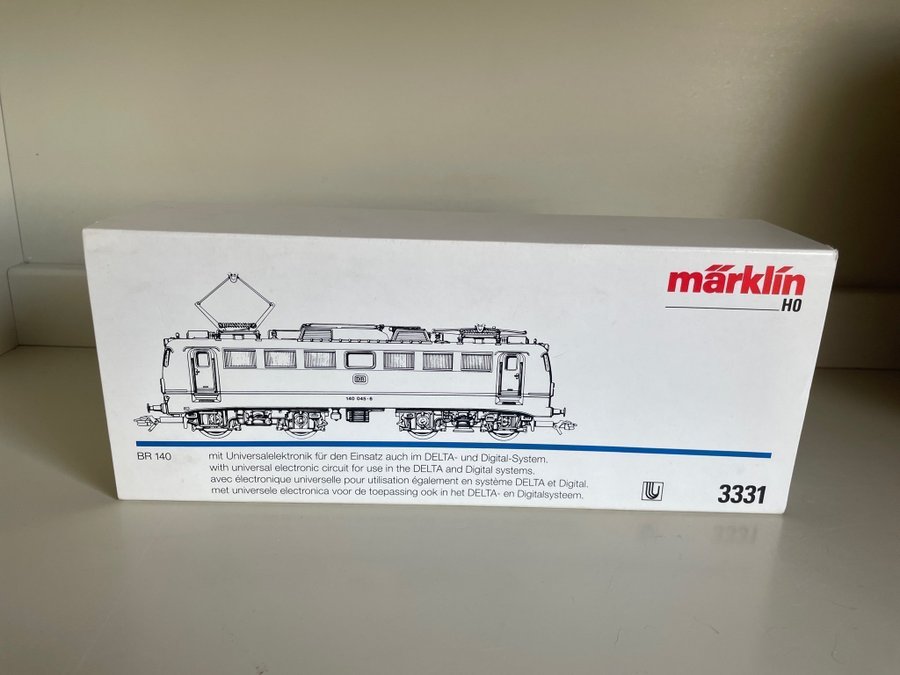 märklin
HO
DB
140 045-6
BR 140
mit Universalelektronik für den Einsatz auch im DELTA- und Digital-System.
with universal electronic circuit for use in the DELTA and Digital systems.
avec électronique universelle pour utilisation également en système DELTA et Digital.
met universele electronica voor de toepassing ook in het DELTA- en Digitalsysteem.
3331